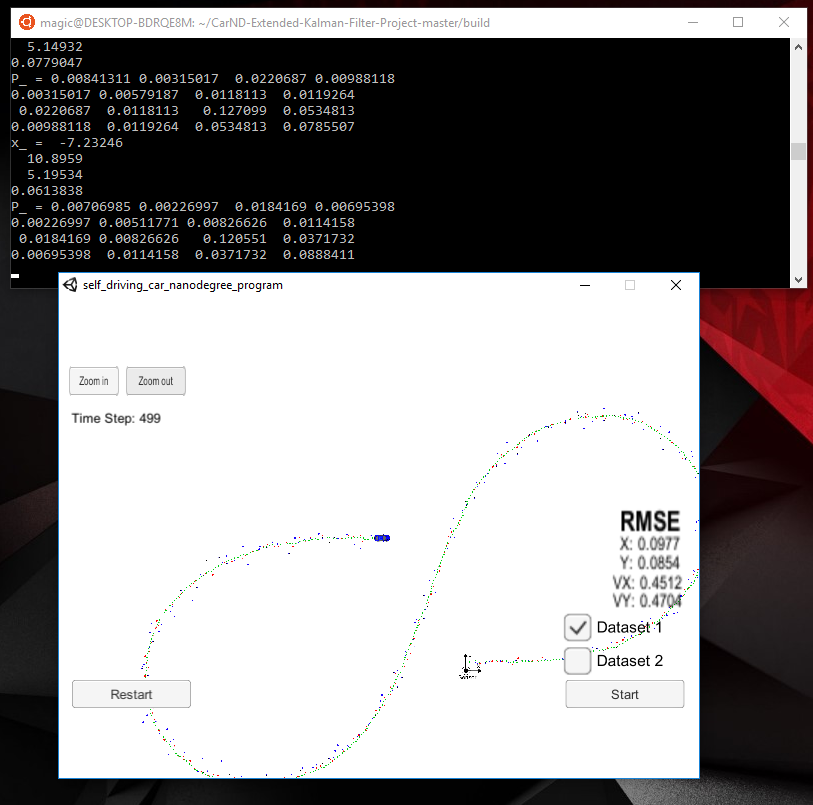 magic@DESKTOP-BDRQE8M: ~/CarND-Extended-Kalman-Filter-Project-master/build
5.14932
0.0779047
P_ = 0.00841311 0.00315017 0.0220687 0.00988118
0.00315017 0.00579187 0.0118113 0.0119264
0.0220687 0.0118113 0.127099 0.0534813
0.00988118 0.0119264 0.0534813 0.0785507
x_ = -7.23246
10.8959
5.19534
0.0613838
P_ = 0.00706985 0.00226997 0.0184169 0.00695398
0.00226997 0.00511771 0.00826626 0.0114158
0.0184169 0.00826626 0.120551 0.0371732
0.00695398 0.0114158 0.0371732 0.0888411
self_driving_car_nanodegree_program
Zoom in Zoom out
Time Step: 499
RMSE
X: 0.0977
Y: 0.0854
VX: 0.4512
VY: 0.4704
Dataset 1
Dataset 2
Restart Start